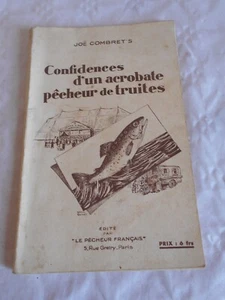 JOË COMBRET'S
Confidences
d'un acrobate
pêcheur de truites
ÉDITÉ
PAR
"LE PÊCHEUR FRANÇAIS"
5, Rue Gretry, Paris
PRIX : 6 frs